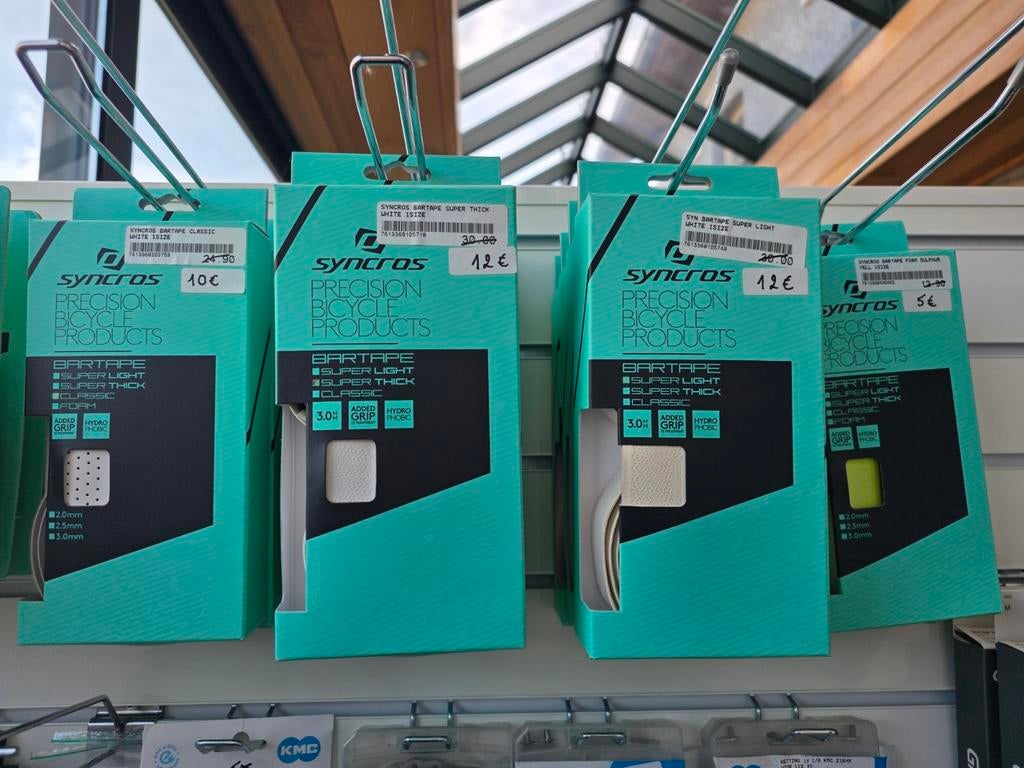 SYNCROS BARTAPE CLASSIC
WHITE 1SIZE
24.90
10€
syncros
PRECISION
BICYCLE
PRODUCTS
BARTAPE
SUPER LIGHT
SUPER THICK
CLASSIC
FOAM
ADDED
GRIP
HYDRO
PHOBIC
2.0mm
2.5mm
3.0mm
SYNCROS BARTAPE SUPER THICK
WHITE 1SIZE
30.00
12€
syncros
PRECISION
BICYCLE
PRODUCTS
BARTAPE
SUPER LIGHT
SUPER THICK
CLASSIC
3.0MM
ADDED
GRIP
HYDRO
PHOBIC
SYN BARTAPE SUPER LIGHT
WHITE 1SIZE
30.00
12€
syncros
PRECISION
BICYCLE
PRODUCTS
BARTAPE
SUPER LIGHT
SUPER THICK
CLASSIC
3.0MM
ADDED
GRIP
HYDRO
PHOBIC
SYNCROS BARTAPE FOAM SULPHUR
YELL 1SIZE
12.90
5€
syncros
PRECISION
BICYCLE
PRODUCTS
BARTAPE
SUPER LIGHT
SUPER THICK
CLASSIC
FOAM
ADDED
GRIP
HYDRO
PHOBIC
2.0mm
2.5mm
3.0mm
KMC